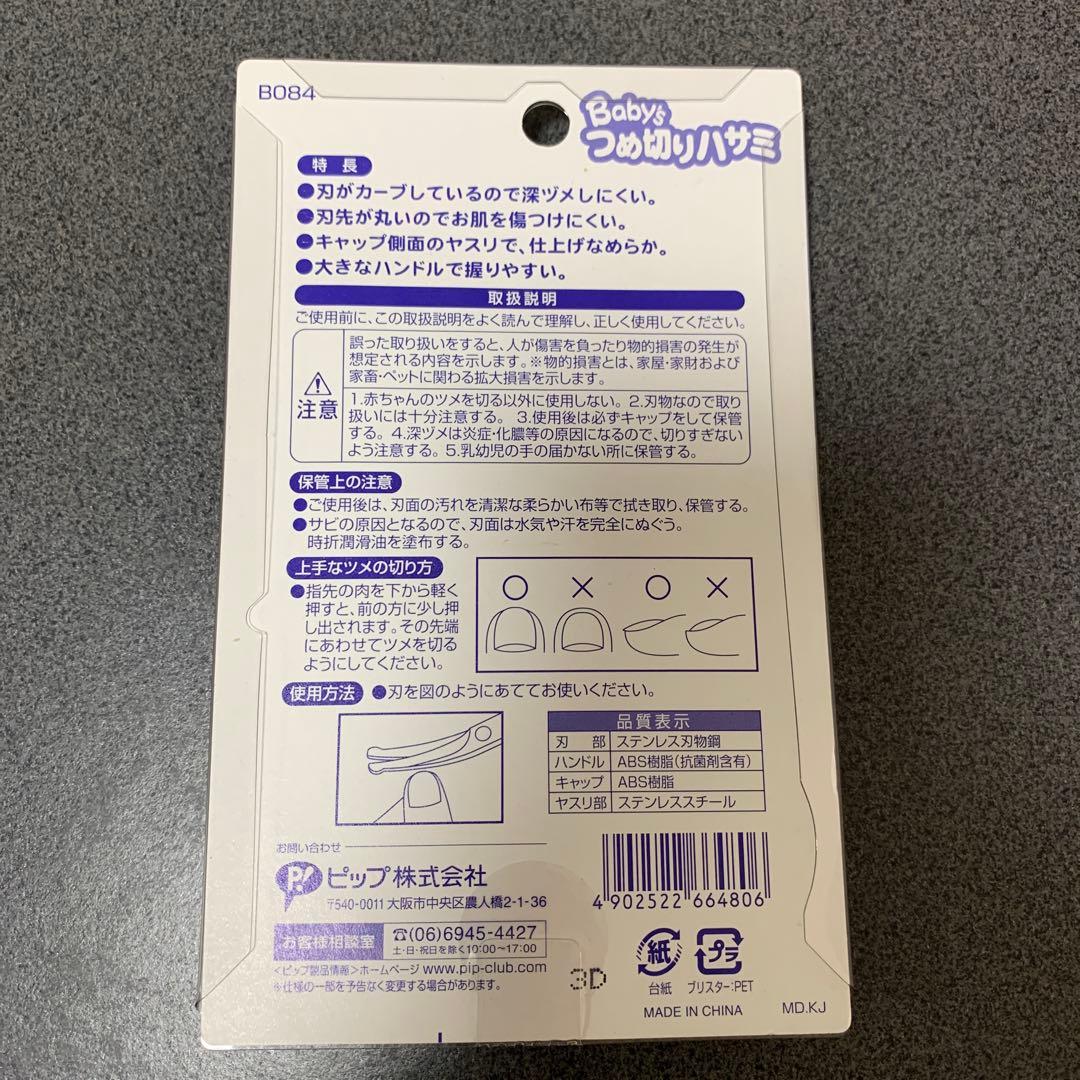 B084
Baby's
つめ切りハサミ
特長
●刃がカーブしているので深ヅメしにくい。
●刃先が丸いのでお肌を傷つけにくい。
●キャップ側面のヤスリで、仕上げなめらか。
●大きなハンドルで握りやすい。
取扱説明
ご使用前に、この取扱説明をよく読んで理解し、正しく使用してください。
注意
誤った取り扱いをすると、人が傷害を負ったり物的損害の発生が
想定される内容を示します。※物的損害とは、家屋・家財および
家畜・ペットに関わる拡大損害を示します。
1.赤ちゃんのツメを切る以外に使用しない。2.刃物なので取り
扱いには十分注意する。 3.使用後は必ずキャップをして保管
する。 4.深ヅメは炎症・化膿等の原因になるので、切りすぎない
よう注意する。 5.乳幼児の手の届かない所に保管する。
保管上の注意
●ご使用後は、刃面の汚れを清潔な柔らかい布等で拭き取り、保管する。
●サビの原因となるので、刃面は水気や汗を完全にぬぐう。
時折潤滑油を塗布する。
上手なツメの切り方
●指先の肉を下から軽く
押すと、前の方に少し押
し出されます。その先端
にあわせてツメを切る
ようにしてください。
○ × ○ ×
使用方法 ●刃を図のようにあててお使いください。
品質表示
刃部 ステンレス刃物鋼
ハンドル ABS樹脂(抗菌剤含有)
キャップ ABS樹脂
ヤスリ部 ステンレススチール
お問い合わせ
P! ピップ株式会社
〒540-0011 大阪市中央区農人橋2-1-36
お客様相談室 ☎(06)6945-4427
土・日・祝日を除く10:00〜17:00
<ピップ製品情報>ホームページ www.pip-club.com
※仕様の一部を予告なく変更する場合があります。
4 902522 664806
3D
紙 プラ
台紙 ブリスター:PET
MADE IN CHINA
MD.KJ